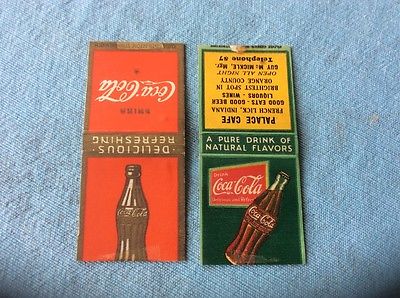 DRINK
Coca-Cola
DELICIOUS
REFRESHING
Coca-Cola
PALACE CAFE
FRENCH LICK, INDIANA
GOOD - EATS - GOOD BEER
LIQUORS - WINES
BRIGHTEST SPOT IN
ORANGE COUNTY
OPEN ALL NIGHT
GUY W. MICKLE, Mgr.
Telephone 87
A PURE DRINK OF
NATURAL FLAVORS
Drink
Coca-Cola
Delicious and Refreshing
Coca-Cola